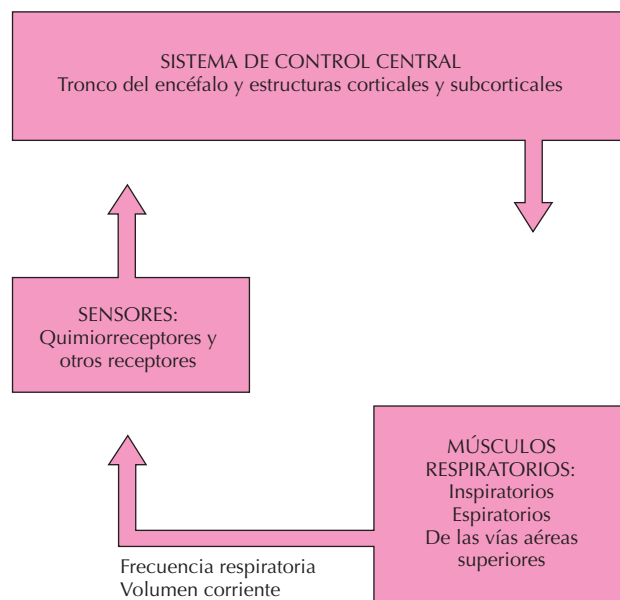 SISTEMA DE CONTROL CENTRAL
Tronco del encéfalo y estructuras corticales y subcorticales
SENSORES:
Quimiorreceptores y
otros receptores
MÚSCULOS
RESPIRATORIOS:
Inspiratorios
Espiratorios
De las vías aéreas
superiores
Frecuencia respiratoria
Volumen corriente